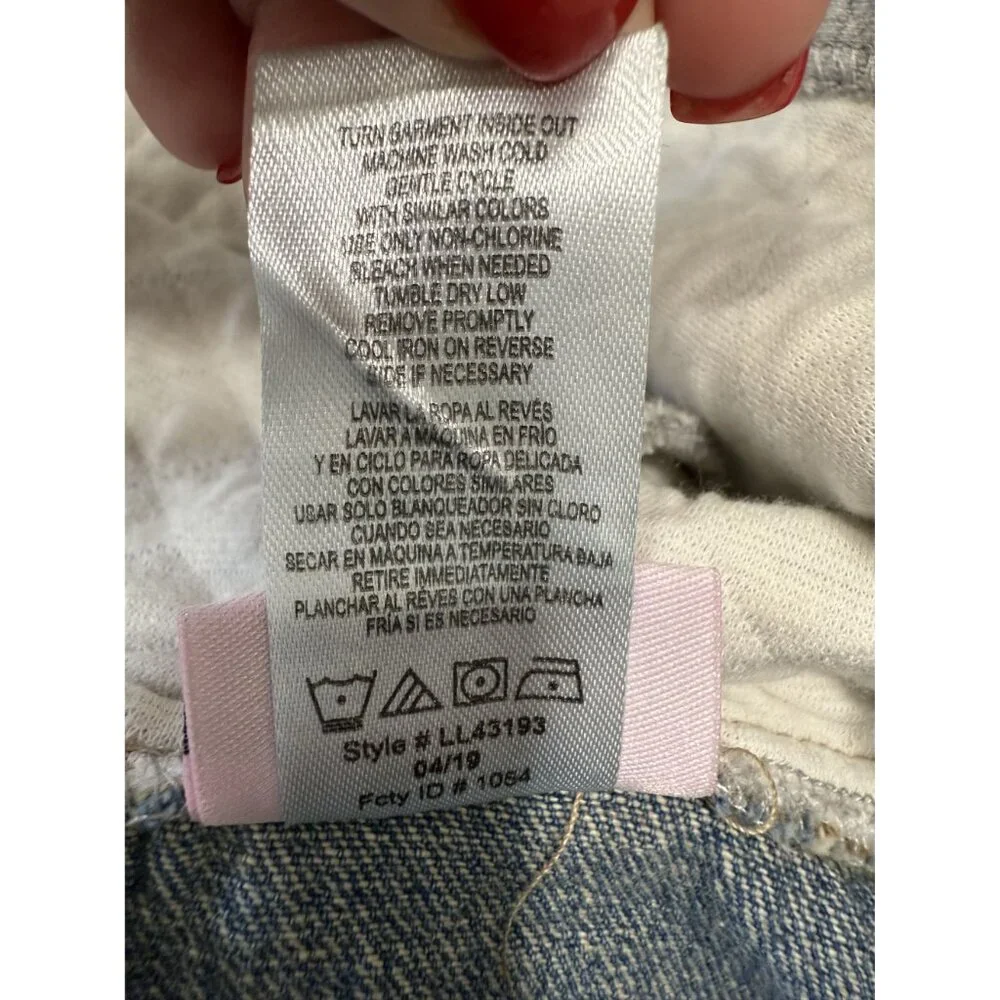 TURN GARMENT INSIDE OUT
MACHINE WASH COLD
GENTLE CYCLE
WITH SIMILAR COLORS
USE ONLY NON-CHLORINE
BLEACH WHEN NEEDED
TUMBLE DRY LOW
REMOVE PROMPTLY
COOL IRON ON REVERSE
SIDE IF NECESSARY
LAVAR LA ROPA AL REVÉS
LAVAR A MÁQUINA EN FRÍO
Y EN CICLO PARA ROPA DELICADA
CON COLORES SIMILARES
USAR SOLO BLANQUEADOR SIN CLORO
CUANDO SEA NECESARIO
SECAR EN MÁQUINA A TEMPERATURA BAJA
RETIRE IMMEDIATAMENTE
PLANCHAR AL REVÉS CON UNA PLANCHA
FRÍA SI ES NECESARIO
Style # LL43193
04/19
Fcty ID # 1054